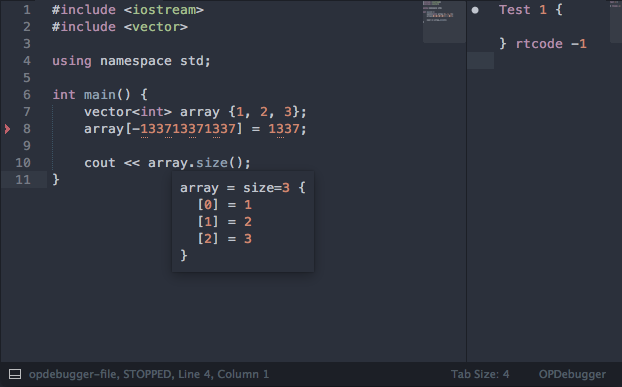 1 #include <iostream>
2 #include <vector>
3
4 using namespace std;
5
6 int main() {
7     vector<int> array {1, 2, 3};
8     array[-133713371337] = 1337;
9
10     cout << array.size();
11 }
array = size=3 {
  [0] = 1
  [1] = 2
  [2] = 3
}
Test 1 {
} rtcode -1
opdebugger-file, STOPPED, Line 4, Column 1
Tab Size: 4
OPDebugger